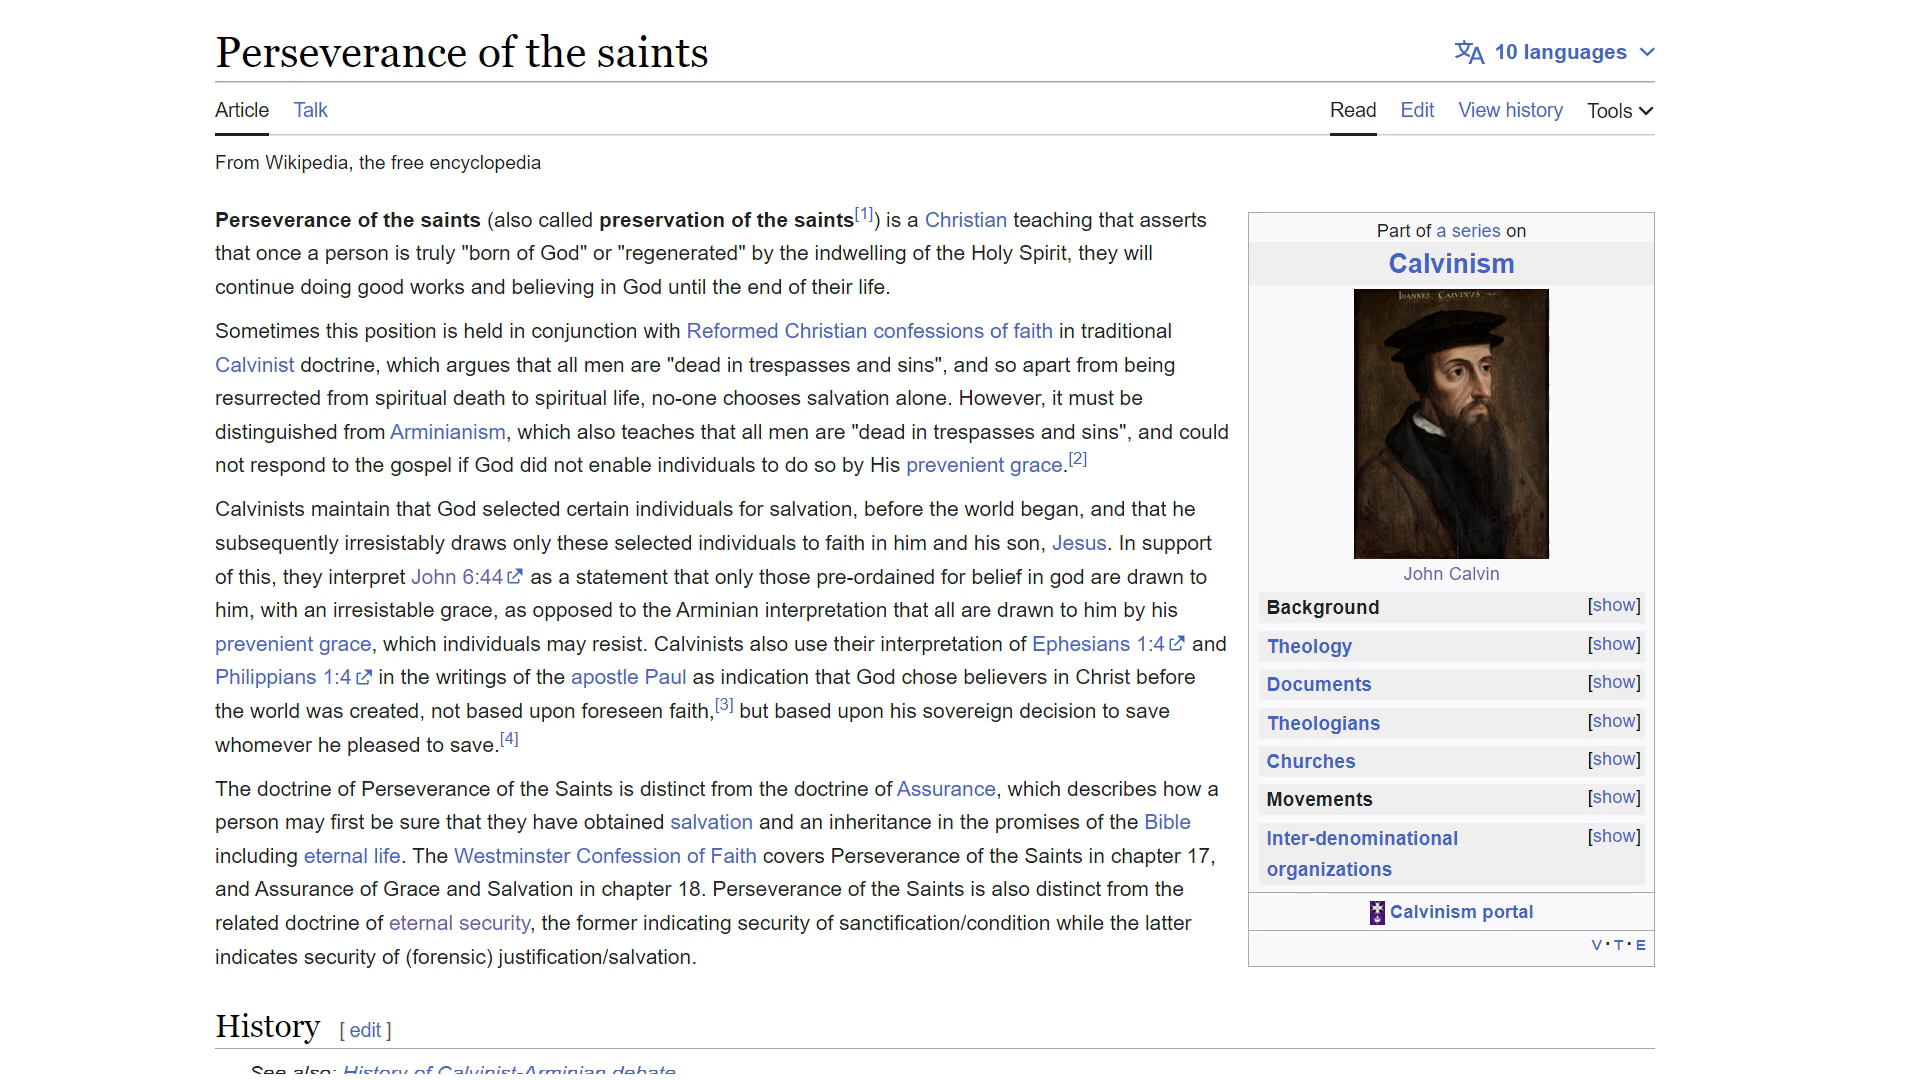 Perseverance of the saints
10 languages
Article Talk
Read Edit View history Tools
From Wikipedia, the free encyclopedia
Perseverance of the saints (also called preservation of the saints[1]) is a Christian teaching that asserts
that once a person is truly "born of God" or "regenerated" by the indwelling of the Holy Spirit, they will
continue doing good works and believing in God until the end of their life.
Sometimes this position is held in conjunction with Reformed Christian confessions of faith in traditional
Calvinist doctrine, which argues that all men are "dead in trespasses and sins", and so apart from being
resurrected from spiritual death to spiritual life, no-one chooses salvation alone. However, it must be
distinguished from Arminianism, which also teaches that all men are "dead in trespasses and sins", and could
not respond to the gospel if God did not enable individuals to do so by His prevenient grace.[2]
Calvinists maintain that God selected certain individuals for salvation, before the world began, and that he
subsequently irresistably draws only these selected individuals to faith in him and his son, Jesus. In support
of this, they interpret John 6:44 as a statement that only those pre-ordained for belief in god are drawn to
him, with an irresistable grace, as opposed to the Arminian interpretation that all are drawn to him by his
prevenient grace, which individuals may resist. Calvinists also use their interpretation of Ephesians 1:4 and
Philippians 1:4 in the writings of the apostle Paul as indication that God chose believers in Christ before
the world was created, not based upon foreseen faith,[3] but based upon his sovereign decision to save
whomever he pleased to save.[4]
The doctrine of Perseverance of the Saints is distinct from the doctrine of Assurance, which describes how a
person may first be sure that they have obtained salvation and an inheritance in the promises of the Bible
including eternal life. The Westminster Confession of Faith covers Perseverance of the Saints in chapter 17,
and Assurance of Grace and Salvation in chapter 18. Perseverance of the Saints is also distinct from the
related doctrine of eternal security, the former indicating security of sanctification/condition while the latter
indicates security of (forensic) justification/salvation.
Part of a series on
Calvinism
IOANNES CALVINVS
John Calvin
Background [show]
Theology [show]
Documents [show]
Theologians [show]
Churches [show]
Movements [show]
Inter-denominational [show]
organizations
Calvinism portal
V · T · E
History [ edit ]
See also: History of Calvinist-Arminian debate